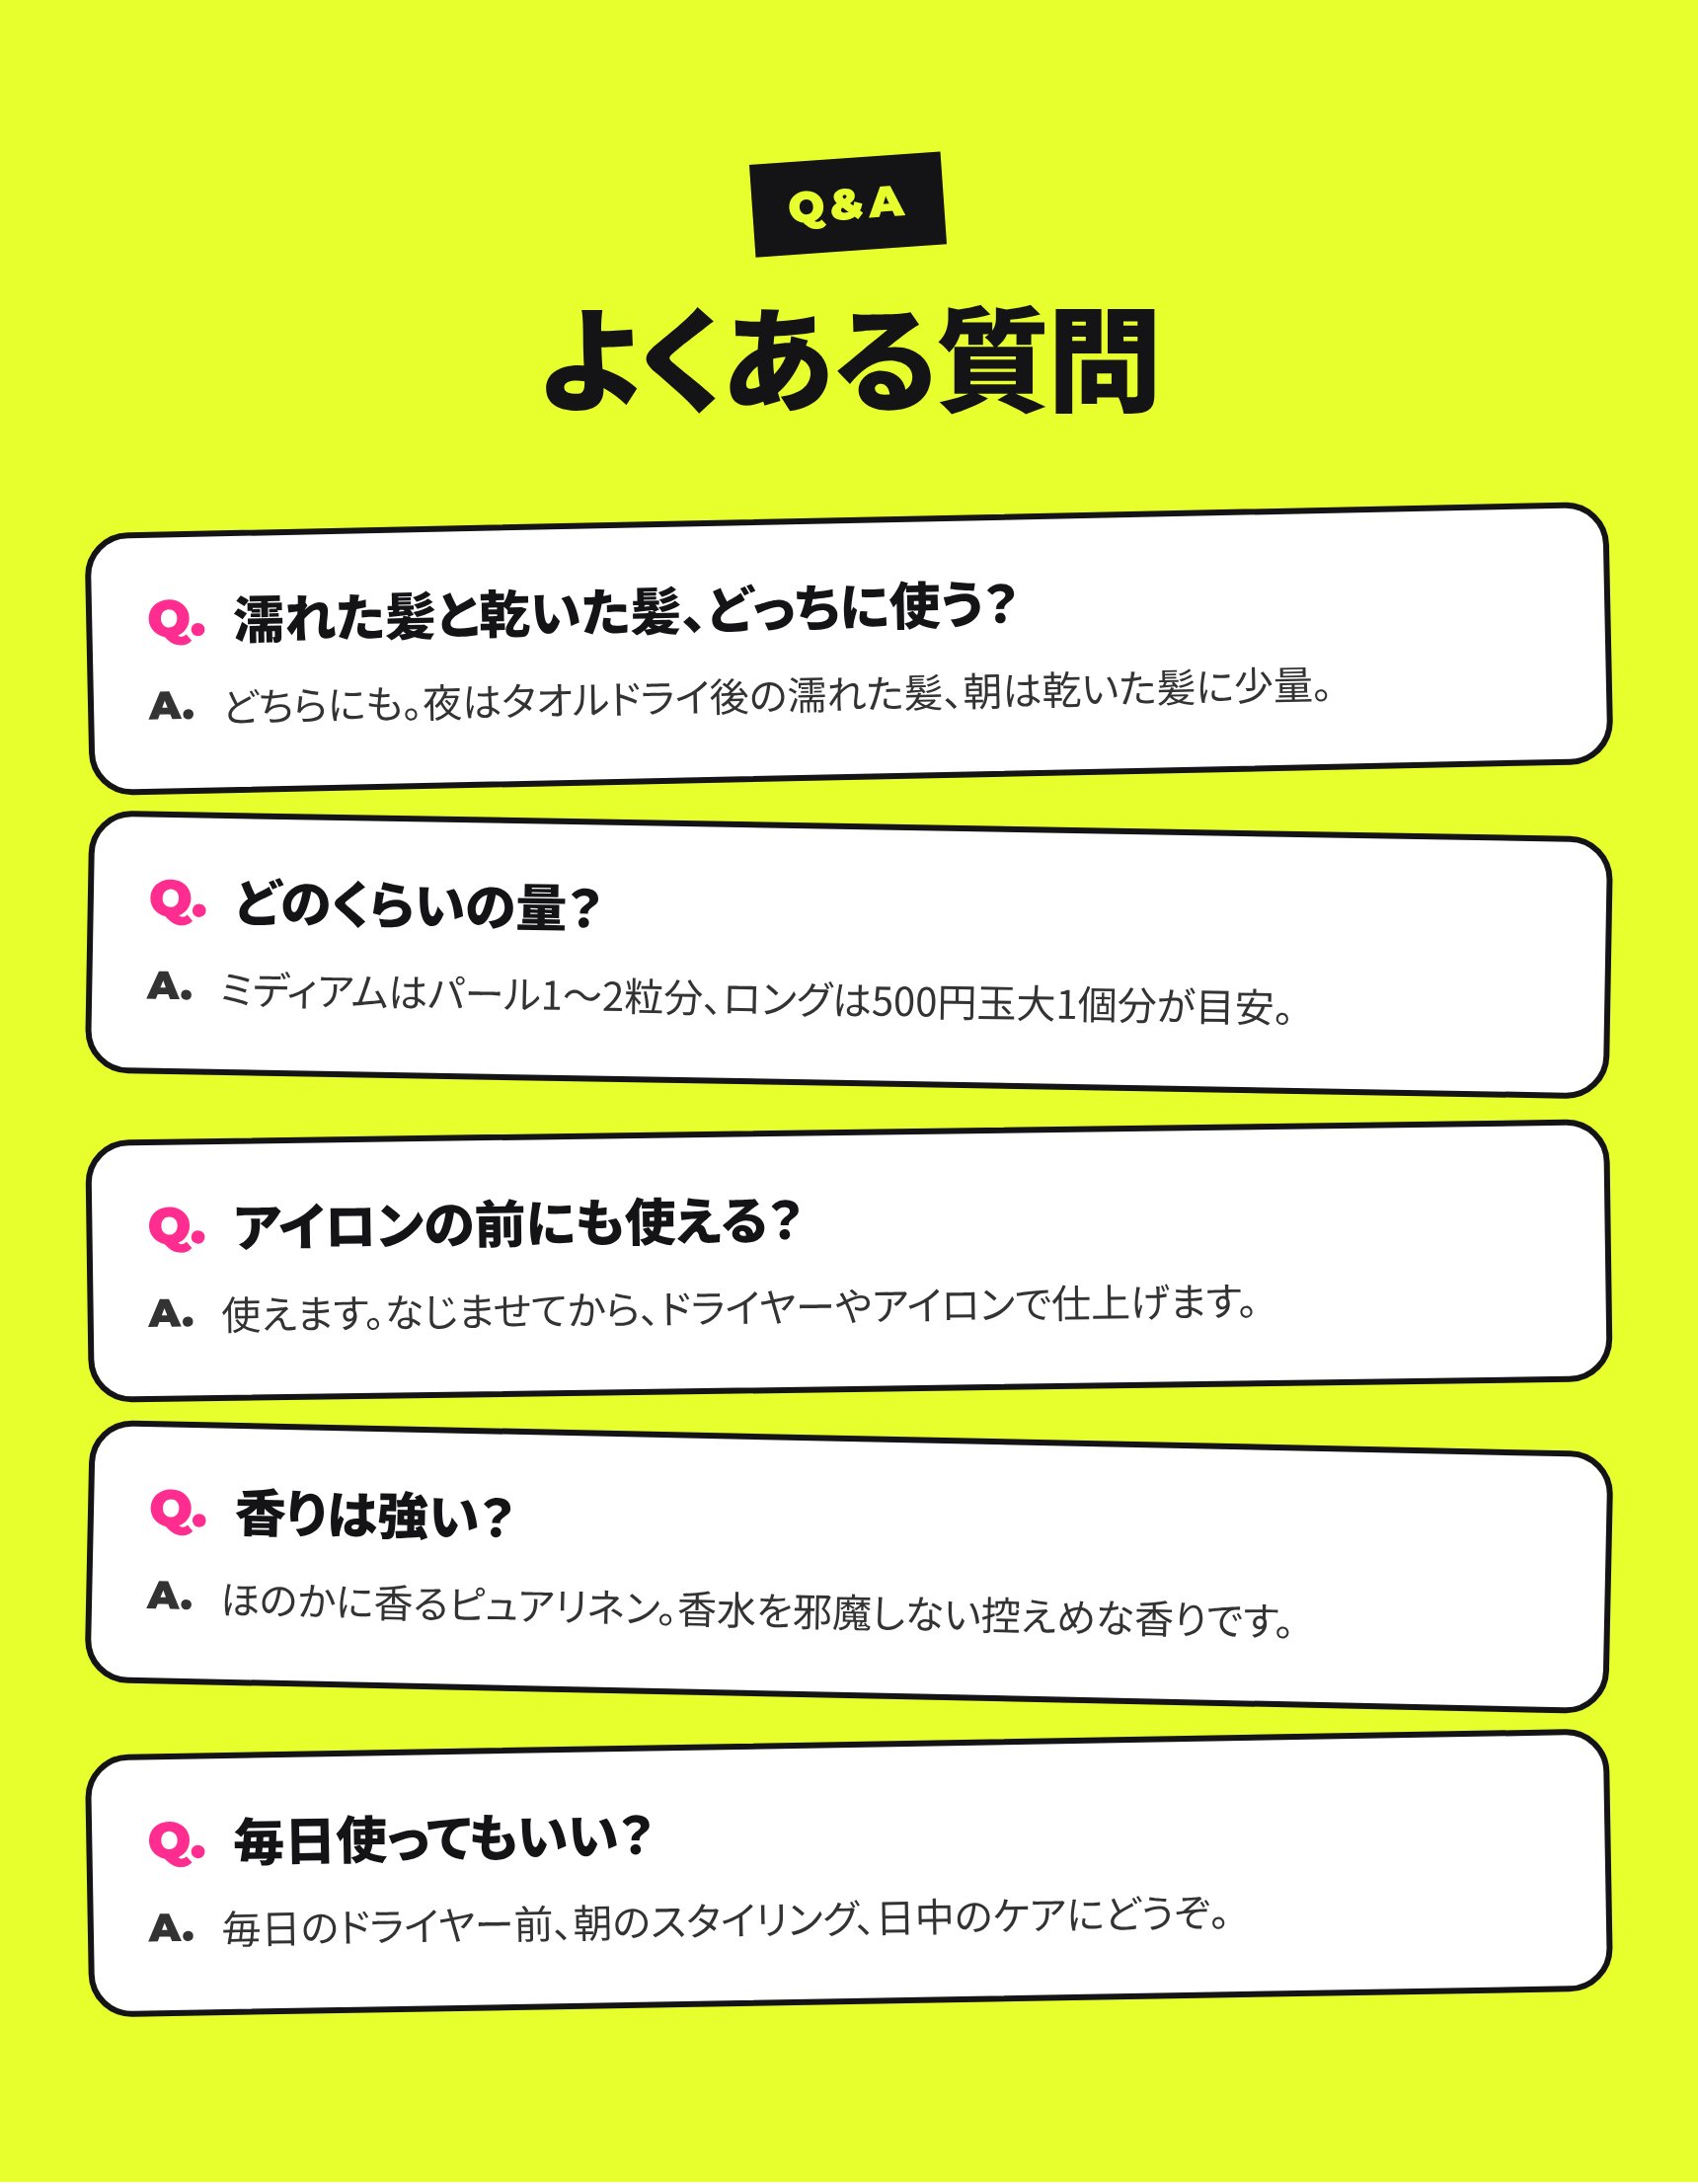 Q&A
よくある質問
Q. 濡れた髪と乾いた髪、どっちに使う？
A. どちらにも。夜はタオルドライ後の濡れた髪、朝は乾いた髪に少量。
Q. どのくらいの量？
A. ミディアムはパール1〜2粒分、ロングは500円玉大1個分が目安。
Q. アイロンの前にも使える？
A. 使えます。なじませてから、ドライヤーやアイロンで仕上げます。
Q. 香りは強い？
A. ほのかに香るピュアリネン。香水を邪魔しない控えめな香りです。
Q. 毎日使ってもいい？
A. 毎日のドライヤー前、朝のスタイリング、日中のケアにどうぞ。